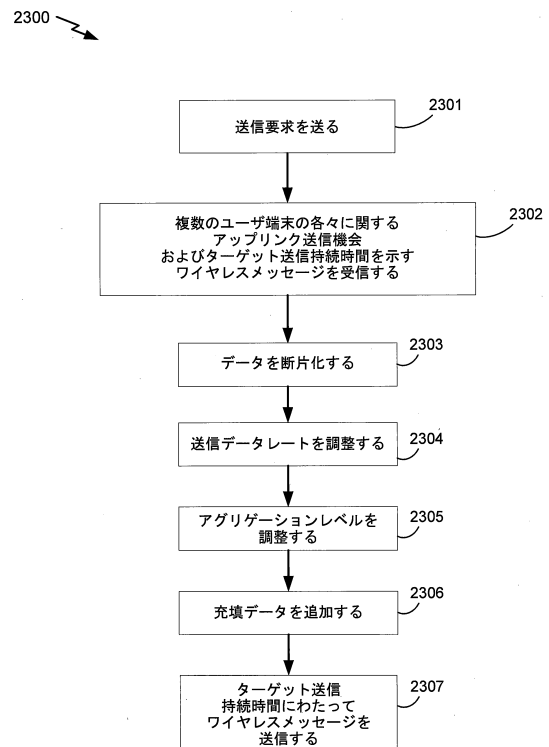 2300
送信要求を送る
2301
複数のユーザ端末の各々に関する
アップリンク送信機会
およびターゲット送信持続時間を示す
ワイヤレスメッセージを受信する
2302
データを断片化する
2303
送信データレートを調整する
2304
アグリゲーションレベルを
調整する
2305
充填データを追加する
2306
ターゲット送信
持続時間にわたって
ワイヤレスメッセージを
送信する
2307